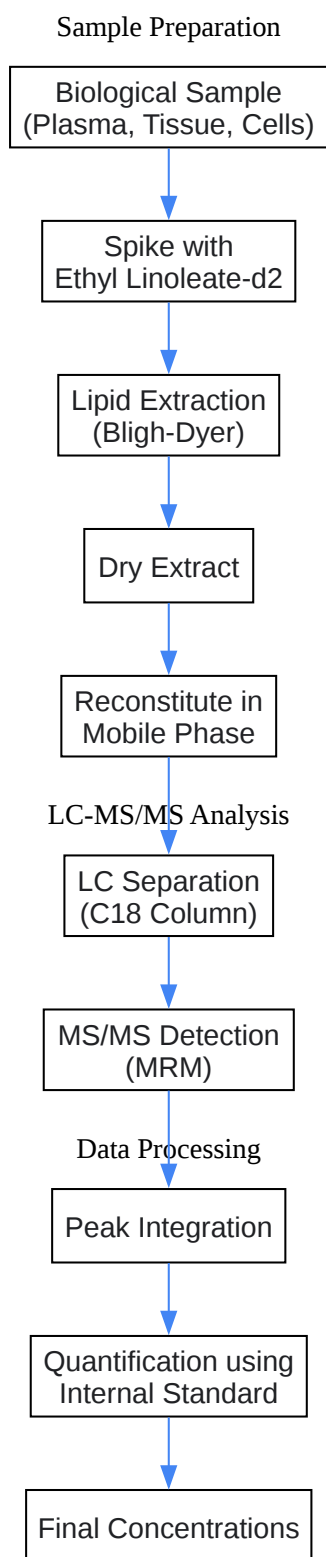 Sample Preparation
Biological Sample
(Plasma, Tissue, Cells)
Spike with
Ethyl Linoleate-d2
Lipid Extraction
(Bligh-Dyer)
Dry Extract
Reconstitute in
Mobile Phase
LC-MS/MS Analysis
LC Separation
(C18 Column)
MS/MS Detection
(MRM)
Data Processing
Peak Integration
Quantification using
Internal Standard
Final Concentrations